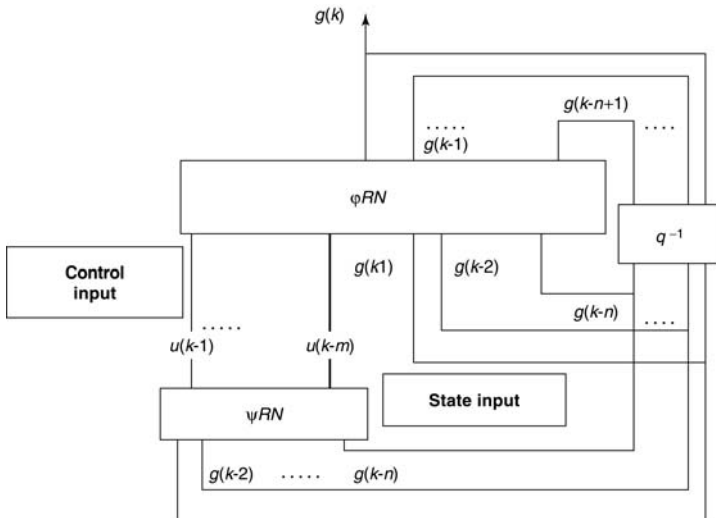 g(k)
g(k-n+1)
.....
....
g(k-1)
φRN
q⁻¹
Control
input
g(k1)
g(k-2)
g(k-n)
....
.....
u(k-1)
u(k-m)
State input
ψRN
g(k-2)
.....
g(k-n)